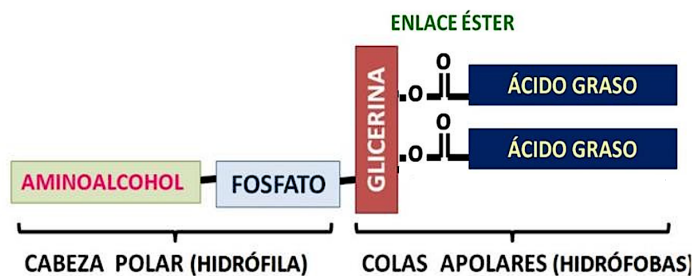 ENLACE ÉSTER
O
.O
ÁCIDO GRASO
O
.O
ÁCIDO GRASO
GLICERINA
AMINOALCOHOL
FOSFATO
CABEZA POLAR (HIDRÓFILA)
COLAS APOLARES (HIDRÓFOBAS)